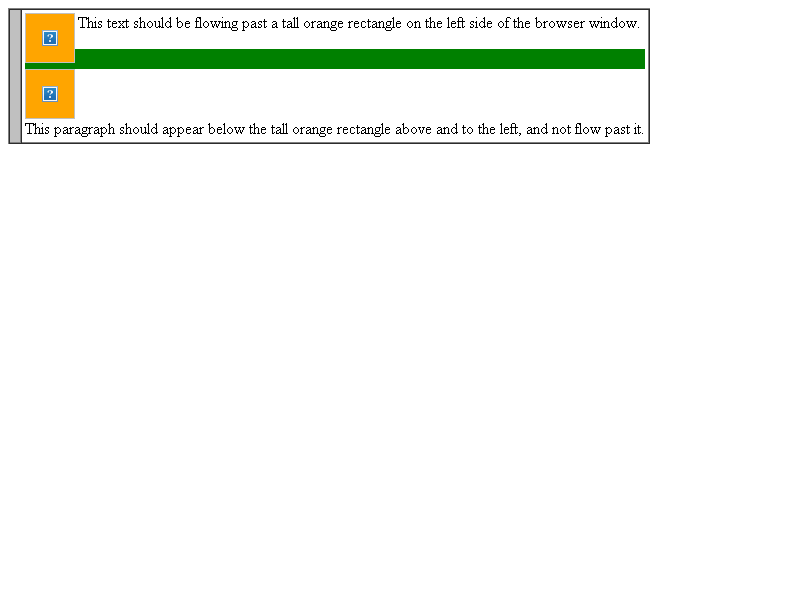 This text should be flowing past a tall orange rectangle on the left side of the browser window.
This paragraph should appear below the tall orange rectangle above and to the left, and not flow past it.